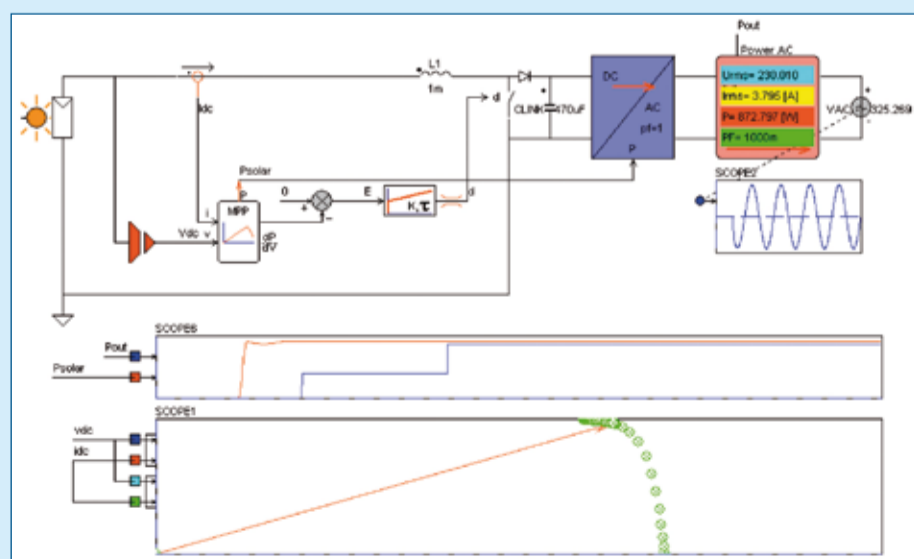 Pout
Power AC
Urms= 230.010
Irms= 3.795 [A]
P= 872.797 [W]
PF= 1000m
L1
1m
Idc
d
CLINK
470uF
DC
AC
pf=1
P
VAC
325.269
SCOPE2
Psolar
P
MPP
i
v
Vdc
dP
dV
0
+
−
E
K,τ
d
SCOPE6
Pout
Psolar
SCOPE1
vdc
idc